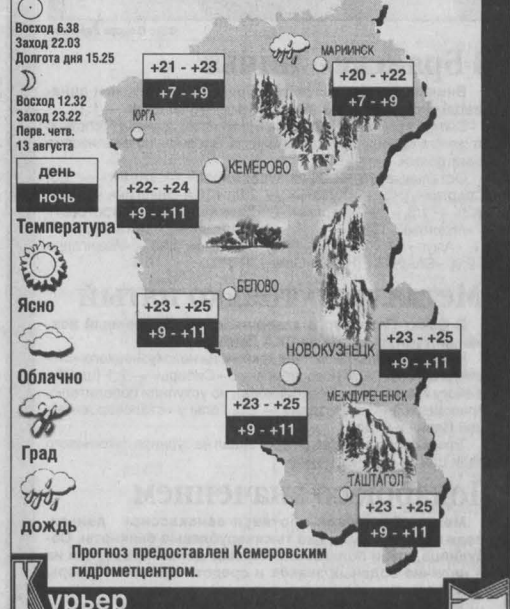 Восход 6.38
Заход 22.03
Долгота дня 15.25
Восход 12.32
Заход 23.22
Перв. четв.
13 августа
день
ночь
Температура
Ясно
Облачно
Град
дождь
МАРИИНСК
+21 - +23
+7 - +9
+20 - +22
+7 - +9
ЮРГА
КЕМЕРОВО
+22- +24
+9 - +11
БЕЛОВО
+23 - +25
+9 - +11
+23 - +25
+9 - +11
НОВОКУЗНЕЦК
+23 - +25
+9 - +11
МЕЖДУРЕЧЕНСК
ТАШТАГОЛ
+23 - +25
+9 - +11
Прогноз предоставлен Кемеровским
гидрометцентром.
Курьер